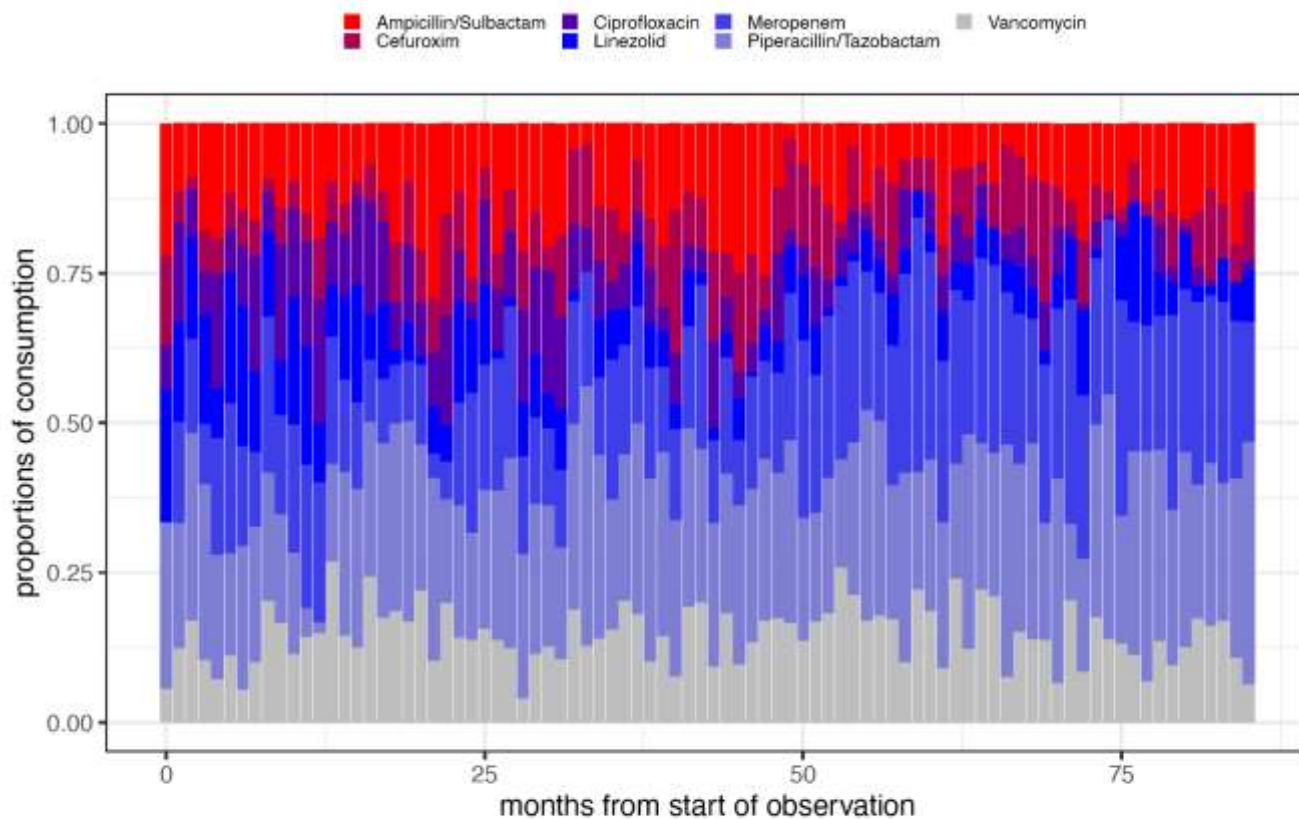 Ampicillin/Sulbactam Ciprofloxacin Meropenem Vancomycin
Cefuroxim Linezolid Piperacillin/Tazobactam
1.00
0.75
0.50
0.25
0.00
proportions of consumption
0 25 50 75
months from start of observation